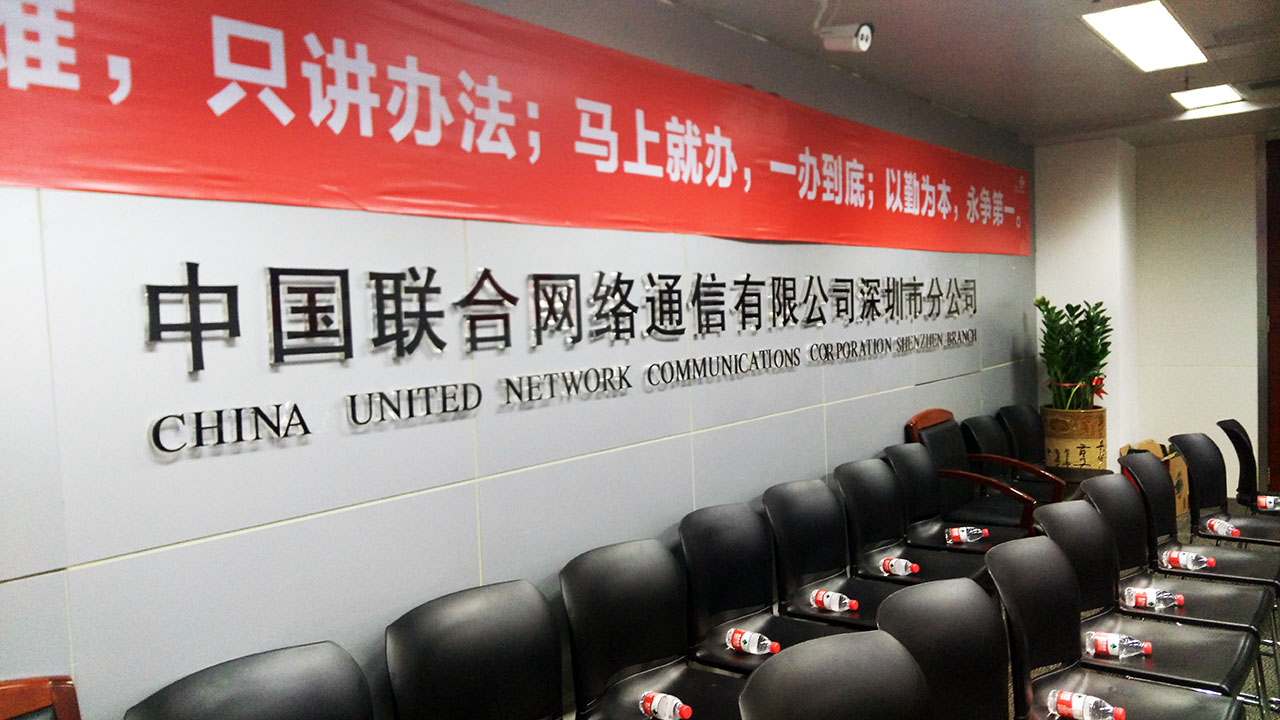 难，只讲办法；马上就办，一办到底；以勤为本，永争第一。
中国联合网络通信有限公司深圳市分公司
CHINA UNITED NETWORK COMMUNICATIONS CORPORATION SHENZHEN BRANCH